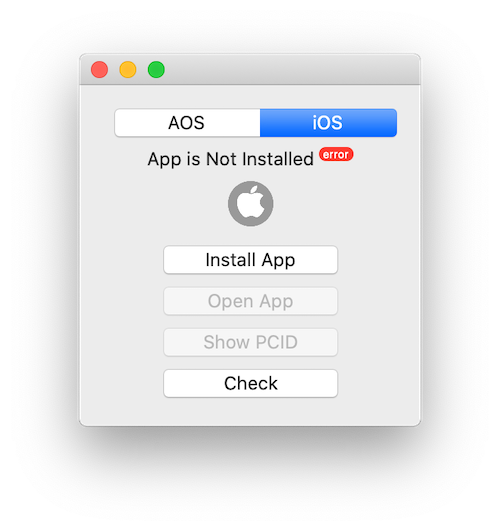 AOS iOS
App is Not Installed error
Install App
Open App
Show PCID
Check